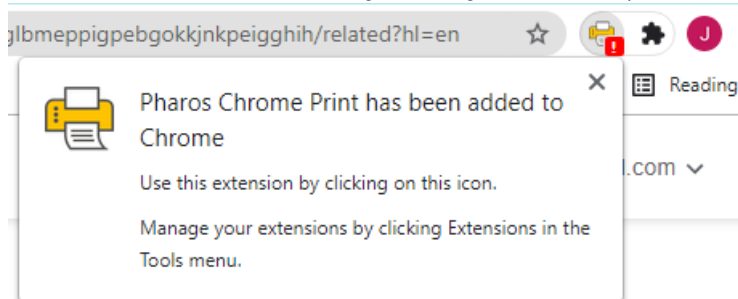 glbmeppigpebgokkjnkpeigghih/related?hl=en
!
J
Pharos Chrome Print has been added to
Chrome
Reading
Use this extension by clicking on this icon.
l.com
Manage your extensions by clicking Extensions in the
Tools menu.